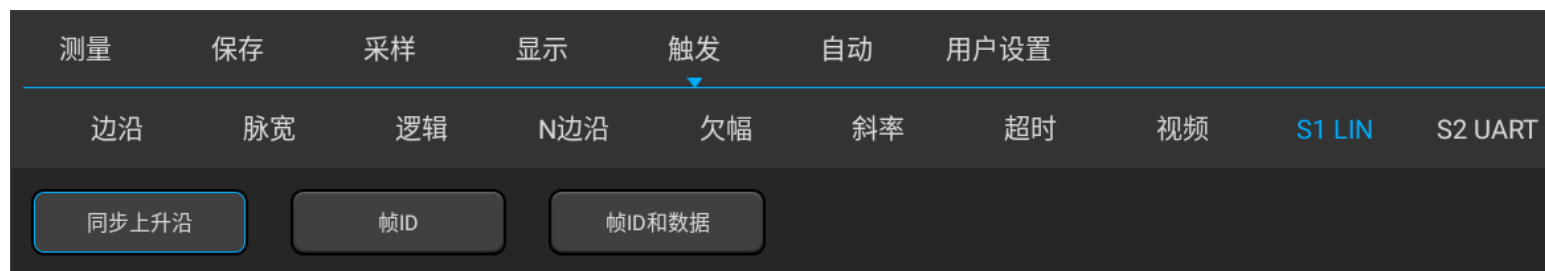 测量 保存 采样 显示 触发 自动 用户设置
边沿 脉宽 逻辑 N边沿 欠幅 斜率 超时 视频 S1 LIN S2 UART
同步上升沿 帧ID 帧ID和数据